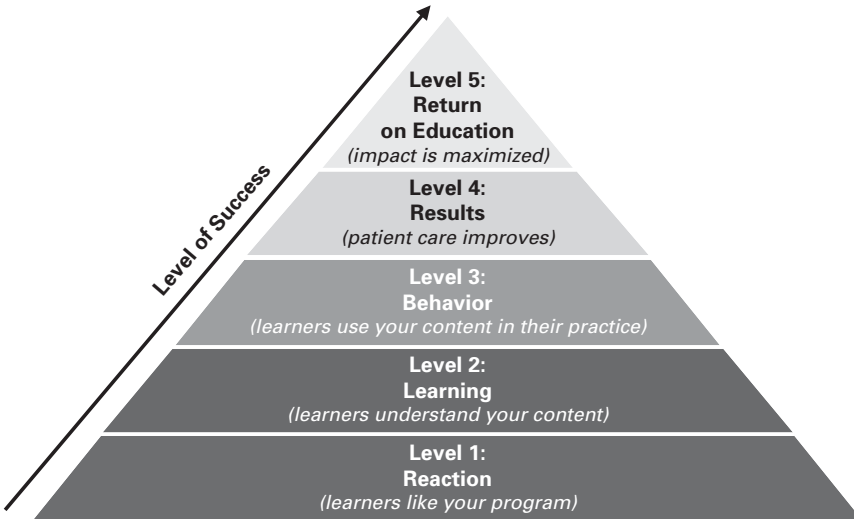 Level 5:
Return
on Education
(impact is maximized)
Level 4:
Results
(patient care improves)
Level of Success
Level 3:
Behavior
(learners use your content in their practice)
Level 2:
Learning
(learners understand your content)
Level 1:
Reaction
(learners like your program)